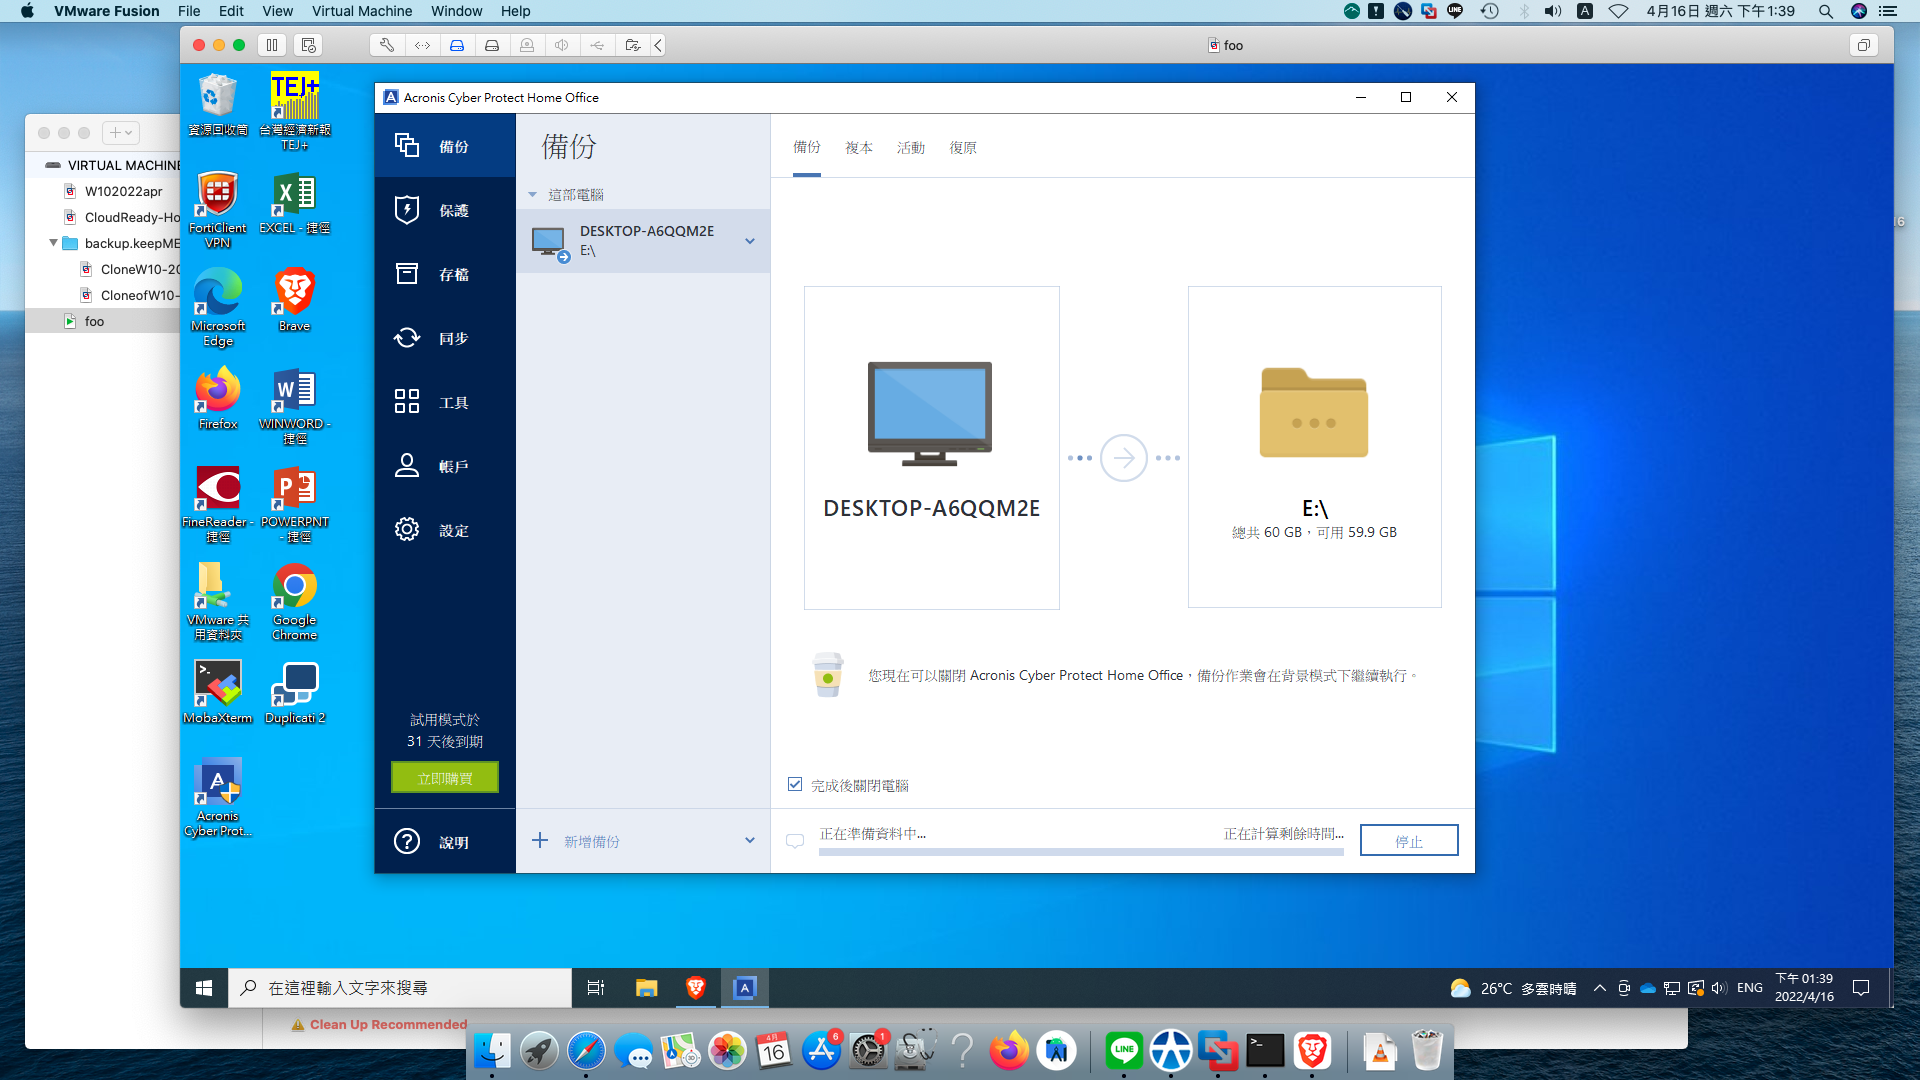 VMware Fusion File Edit View Virtual Machine Window Help
LINE A 4月16日 週六 下午1:39
foo
VIRTUAL MACHINE
W102022apr
CloudReady-Ho
backup.keepME
CloneW10-20
CloneofW10-
foo
16
資源回收筒
TEJ+
台灣經濟新報
TEJ+
FortiClient
VPN
EXCEL - 捷徑
Microsoft
Edge
Brave
Firefox
WINWORD -
捷徑
FineReader -
捷徑
POWERPNT
- 捷徑
VMware 共
用資料夾
Google
Chrome
MobaXterm
Duplicati 2
Acronis
Cyber Prot...
Acronis Cyber Protect Home Office
備份
保護
存檔
同步
工具
帳戶
設定
試用模式於
31 天後到期
立即購買
說明
備份
這部電腦
DESKTOP-A6QQM2E
E:\
新增備份
備份 複本 活動 復原
DESKTOP-A6QQM2E
E:\
總共 60 GB，可用 59.9 GB
您現在可以關閉 Acronis Cyber Protect Home Office，備份作業會在背景模式下繼續執行。
完成後關閉電腦
正在準備資料中... 正在計算剩餘時間...
停止
在這裡輸入文字來搜尋
26°C 多雲時晴
ENG
下午 01:39
2022/4/16
Clean Up Recommended
4月
16
6
1
LINE